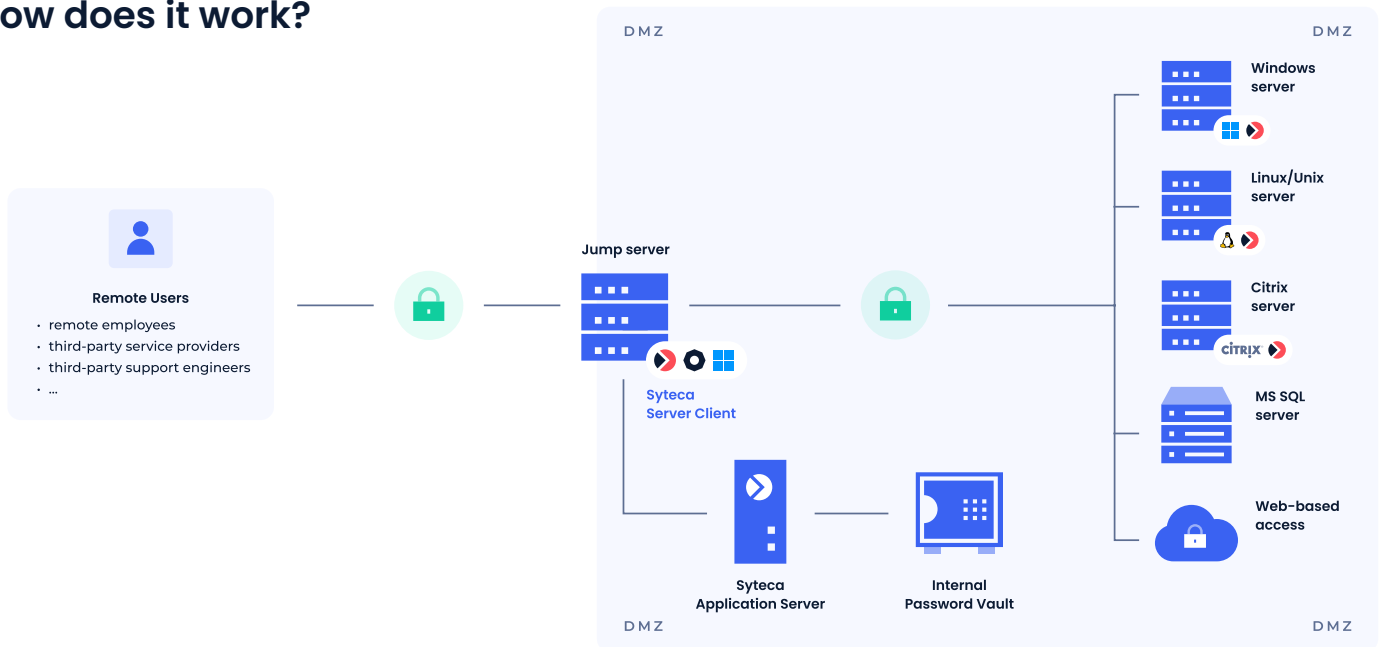 ow does it work?
DMZ
DMZ
Windows
server
Linux/Unix
server
Jump server
Citrix
server
CITRIX
Remote Users
· remote employees
· third-party service providers
· third-party support engineers
· ...
Syteca
Server Client
MS SQL
server
Web-based
access
Syteca
Application Server
Internal
Password Vault
DMZ
DMZ